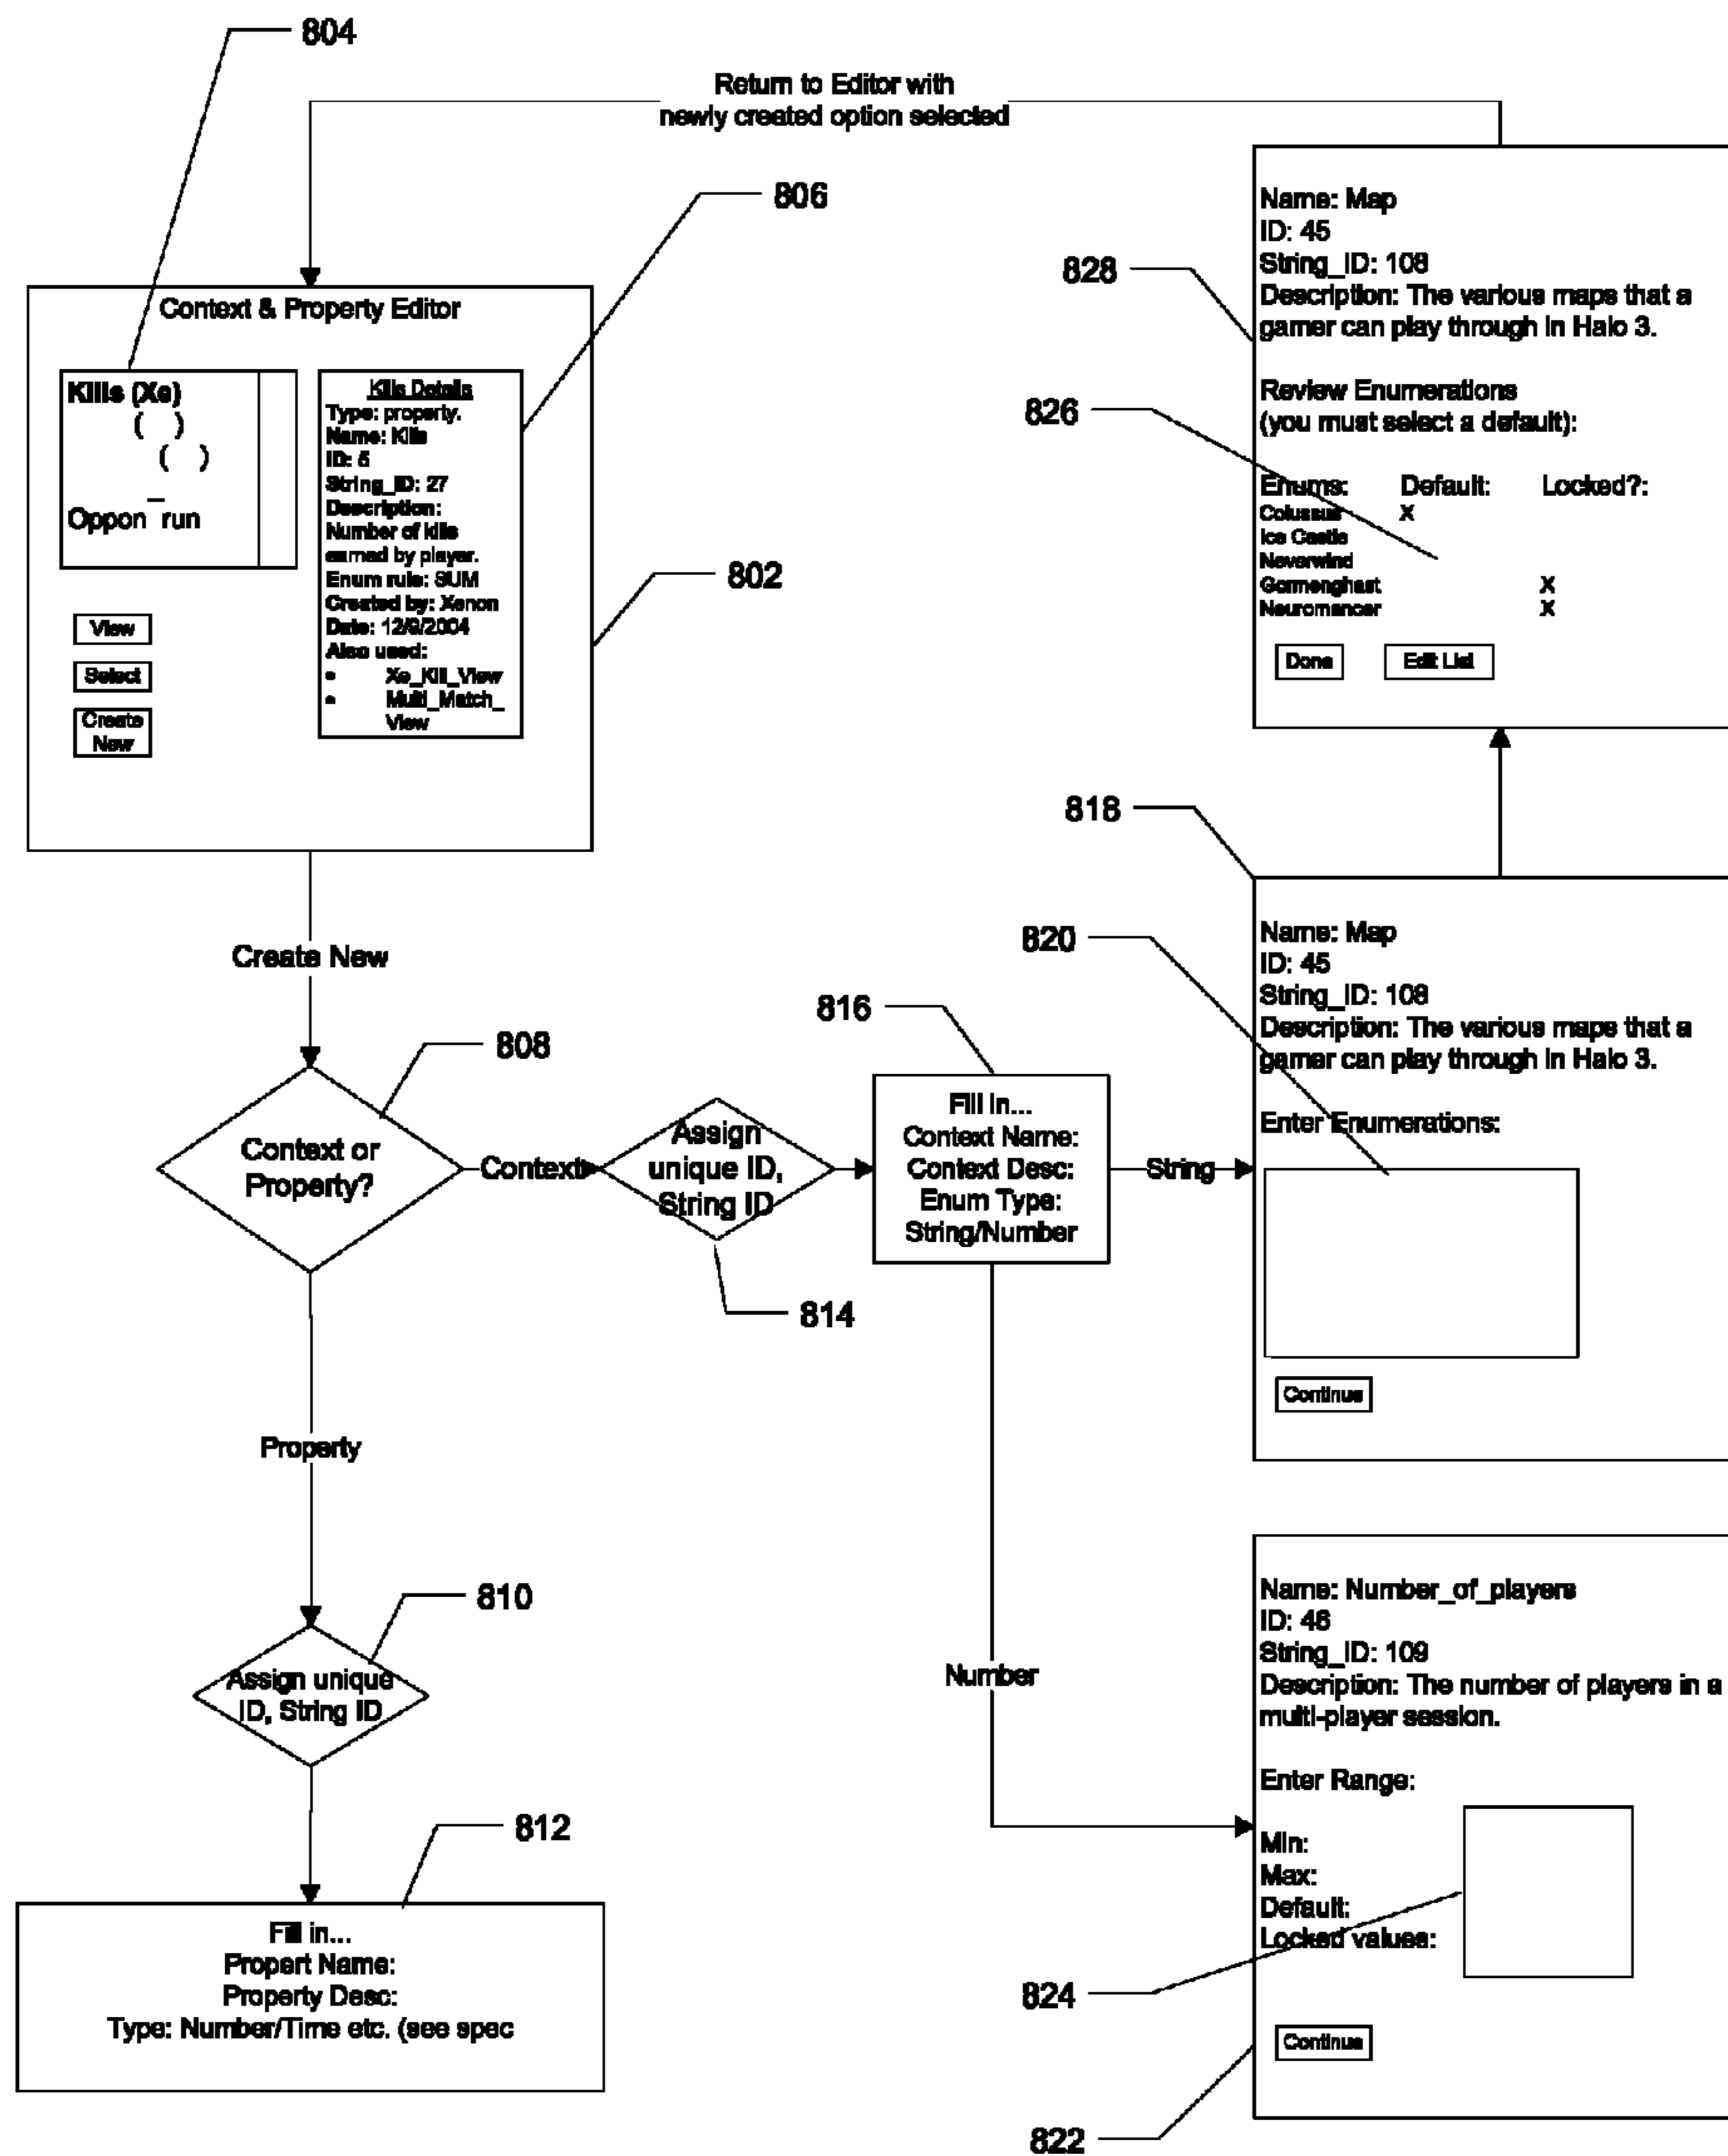 804
Return to Editor with
newly created option selected
806
Context & Property Editor
Kills (Xe)
( )
( )
_
Oppon run
View
Select
Create
New
Kills Details
Type: property.
Name: Kills
ID: 5
String_ID: 27
Description:
Number of kills
earned by player.
Enum rule: SUM
Created by: Xenon
Date: 12/9/2004
Also used:
• Xe_Kill_View
• Multi_Match_
View
802
828
Name: Map
ID: 45
String_ID: 108
Description: The various maps that a
gamer can play through in Halo 3.
826
Review Enumerations
(you must select a default):
Enums: Default: Locked?:
Colussus X
Ice Castle
Neverwind
Gormenghast X
Neuromancer X
Done Edit List
Create New
818
820
Name: Map
ID: 45
String_ID: 108
Description: The various maps that a
gamer can play through in Halo 3.
Enter Enumerations:
Continue
808
Context or
Property?
Context
Assign
unique ID,
String ID
814
816
Fill in...
Context Name:
Context Desc:
Enum Type:
String/Number
String
Number
Property
810
Assign unique
ID, String ID
812
Fill in...
Propert Name:
Property Desc:
Type: Number/Time etc. (see spec
Name: Number_of_players
ID: 46
String_ID: 109
Description: The number of players in a
multi-player session.
Enter Range:
Min:
Max:
Default:
Locked values:
824
Continue
822